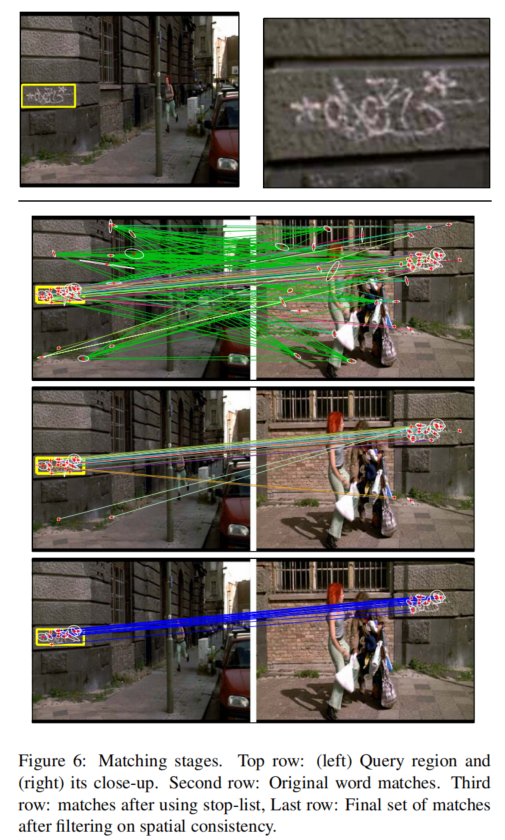 Figure 6: Matching stages. Top row: (left) Query region and
(right) its close-up. Second row: Original word matches. Third
row: matches after using stop-list, Last row: Final set of matches
after filtering on spatial consistency.